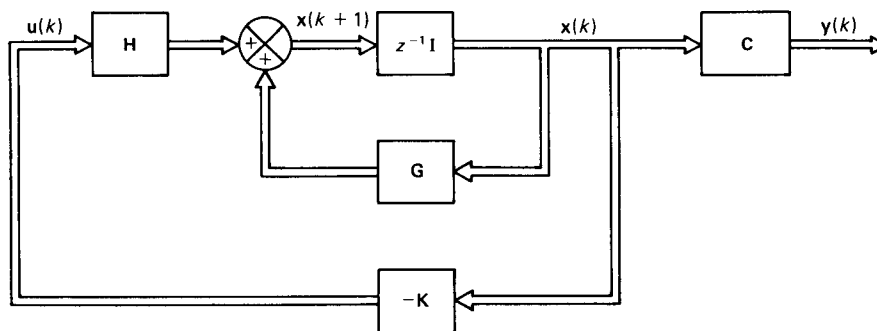 u(k)
H
+
+
x(k + 1)
z⁻¹I
x(k)
C
y(k)
G
−K